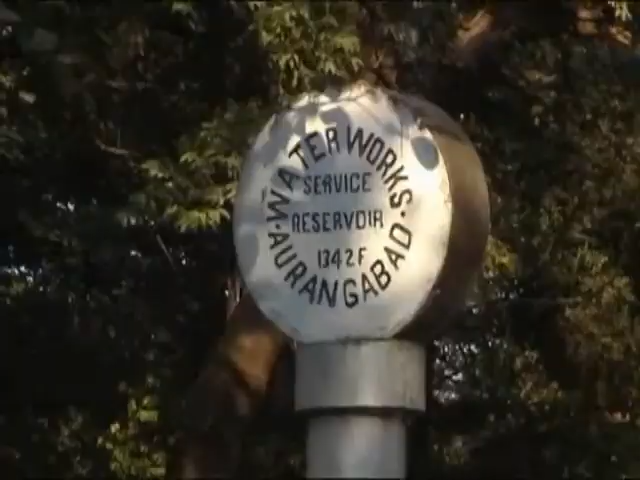 WATER WORKS
SERVICE
RESERVOIR
1342 F
AURANGABAD